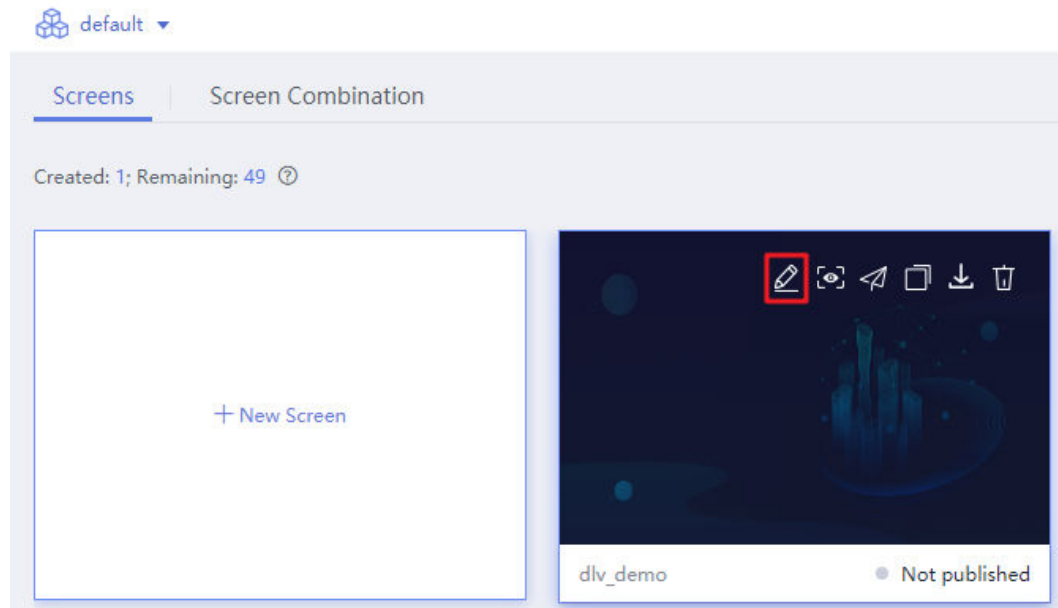 default
Screens
Screen Combination
Created: 1; Remaining: 49
+ New Screen
dlv_demo
Not published